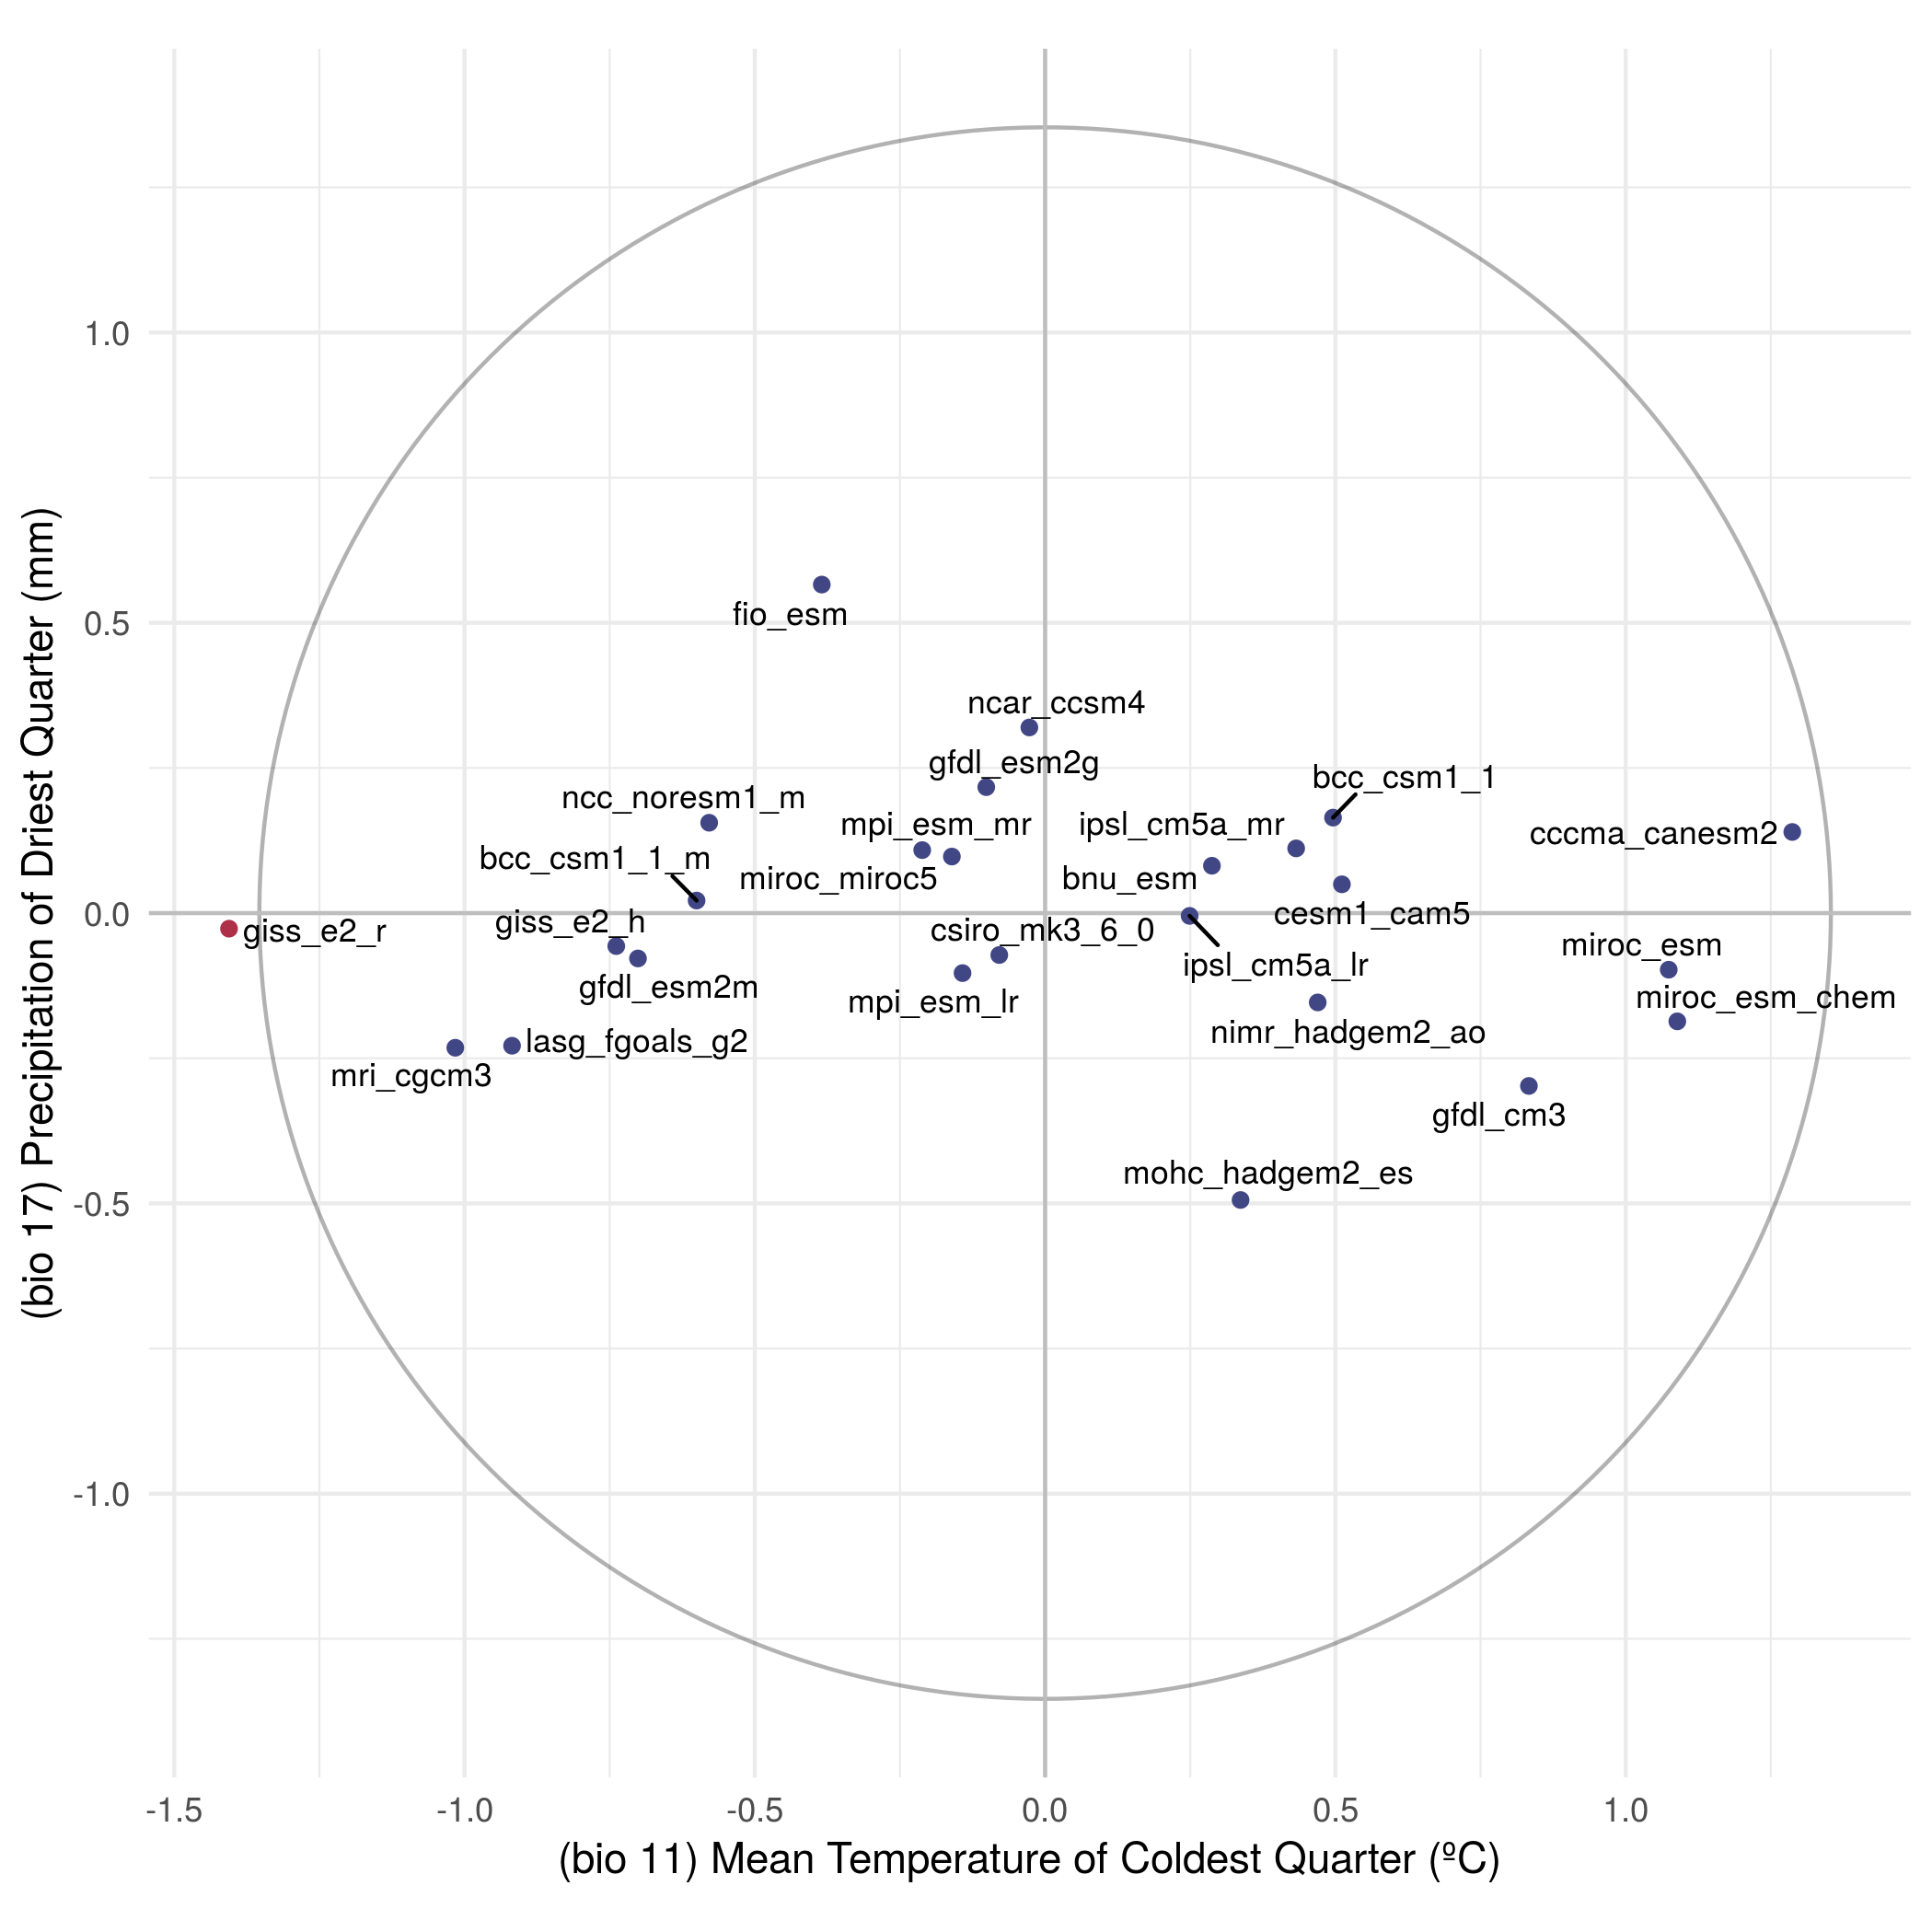 1.0
0.5
0.0
-0.5
-1.0
(bio 17) Precipitation of Driest Quarter (mm)
fio_esm
ncar_ccsm4
gfdl_esm2g
bcc_csm1_1
ncc_noresm1_m
mpi_esm_mr
ipsl_cm5a_mr
cccma_canesm2
bcc_csm1_1_m
miroc_miroc5
bnu_esm
cesm1_cam5
giss_e2_h
giss_e2_r
csiro_mk3_6_0
miroc_esm
ipsl_cm5a_lr
gfdl_esm2m
mpi_esm_lr
miroc_esm_chem
nimr_hadgem2_ao
lasg_fgoals_g2
mri_cgcm3
gfdl_cm3
mohc_hadgem2_es
-1.5
-1.0
-0.5
0.0
0.5
1.0
(bio 11) Mean Temperature of Coldest Quarter (ºC)